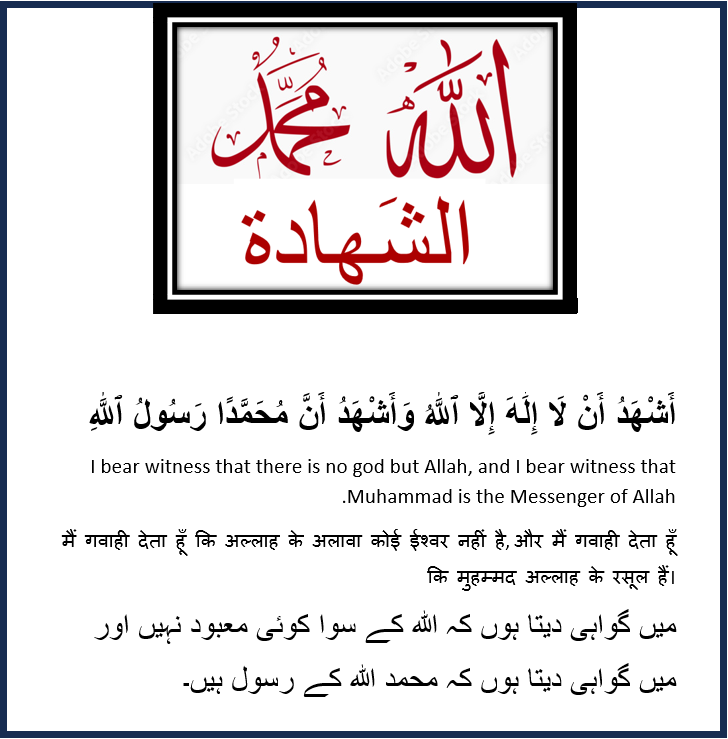 الله محمد
الشَهادة
أَشْهَدُ أَنْ لَا إِلَٰهَ إِلَّا ٱللَّٰهُ وَأَشْهَدُ أَنَّ مُحَمَّدًا رَسُولُ ٱللَّٰهِ
I bear witness that there is no god but Allah, and I bear witness that
.Muhammad is the Messenger of Allah
मैं गवाही देता हूँ कि अल्लाह के अलावा कोई ईश्वर नहीं है, और मैं गवाही देता हूँ
कि मुहम्मद अल्लाह के रसूल हैं।
میں گواہی دیتا ہوں کہ اللہ کے سوا کوئی معبود نہیں اور
میں گواہی دیتا ہوں کہ محمد اللہ کے رسول ہیں۔